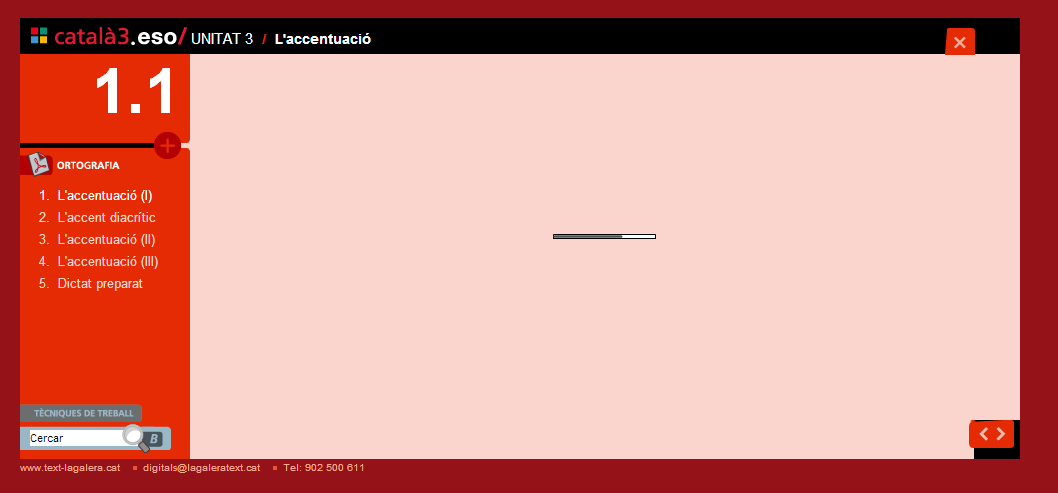 català3.eso/ UNITAT 3 / L'accentuació
1.1
ORTOGRAFIA
1. L'accentuació (I)
2. L'accent diacrític
3. L'accentuació (II)
4. L'accentuació (III)
5. Dictat preparat
TÈCNIQUES DE TREBALL
Cercar B
www.text-lagalera.cat digitals@lagaleratext.cat Tel: 902 500 611